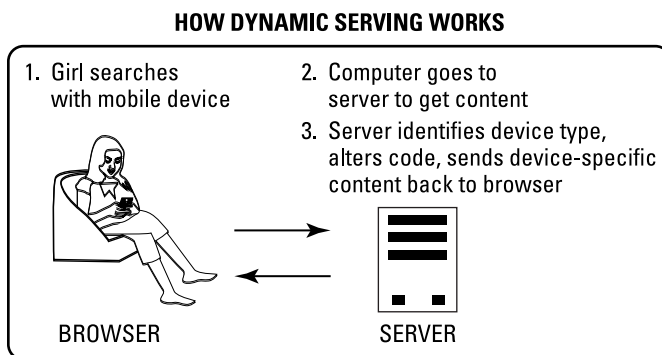 HOW DYNAMIC SERVING WORKS
1. Girl searches
with mobile device
2. Computer goes to
server to get content
3. Server identifies device type,
alters code, sends device-specific
content back to browser
BROWSER
SERVER